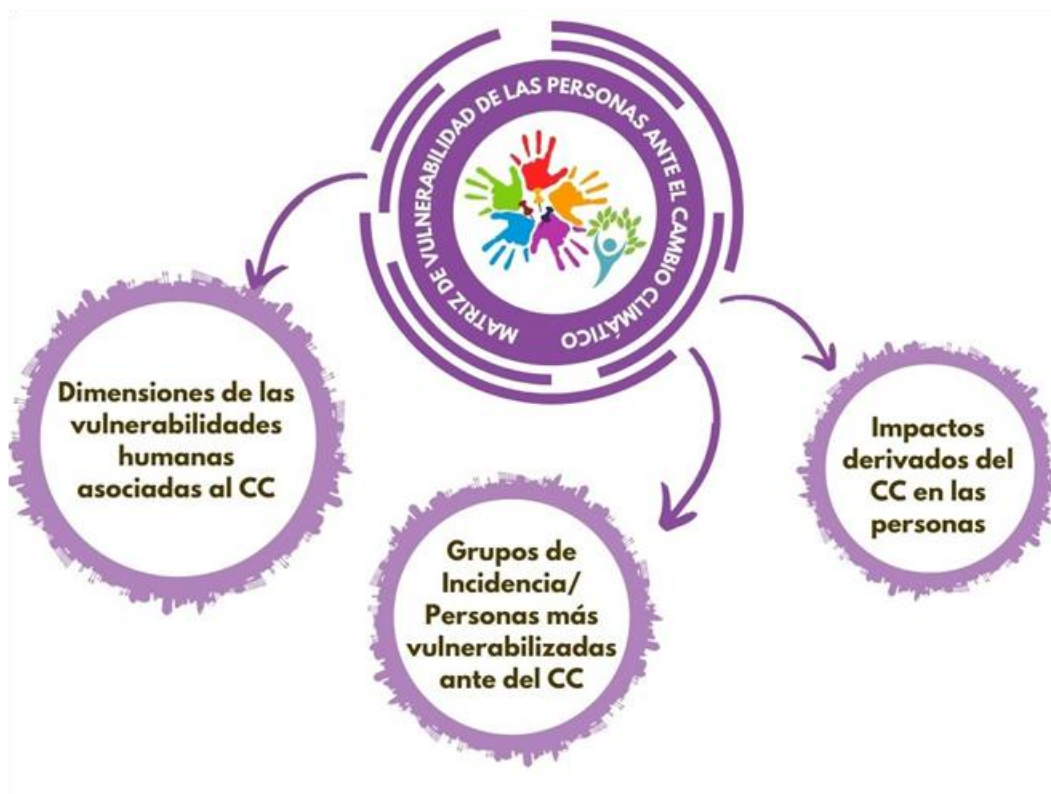 MATRIZ DE VULNERABILIDAD DE LAS PERSONAS ANTE EL CAMBIO CLIMÁTICO
Dimensiones de las
vulnerabilidades
humanas
asociadas al CC
Grupos de
Incidencia/
Personas más
vulnerabilizadas
ante del CC
Impactos
derivados del
CC en las
personas